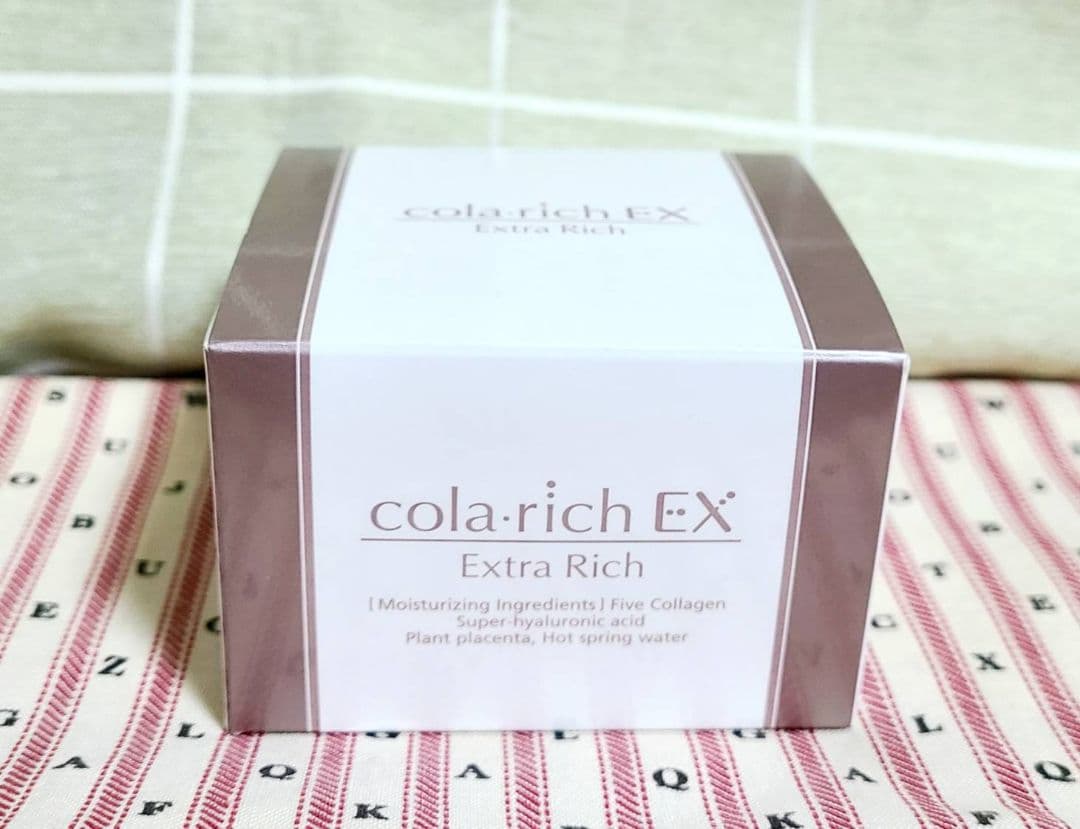 cola·rich EX
Extra Rich
cola·rich EX
Extra Rich
[Moisturizing Ingredients] Five Collagen
Super-hyaluronic acid
Plant placenta, Hot spring water